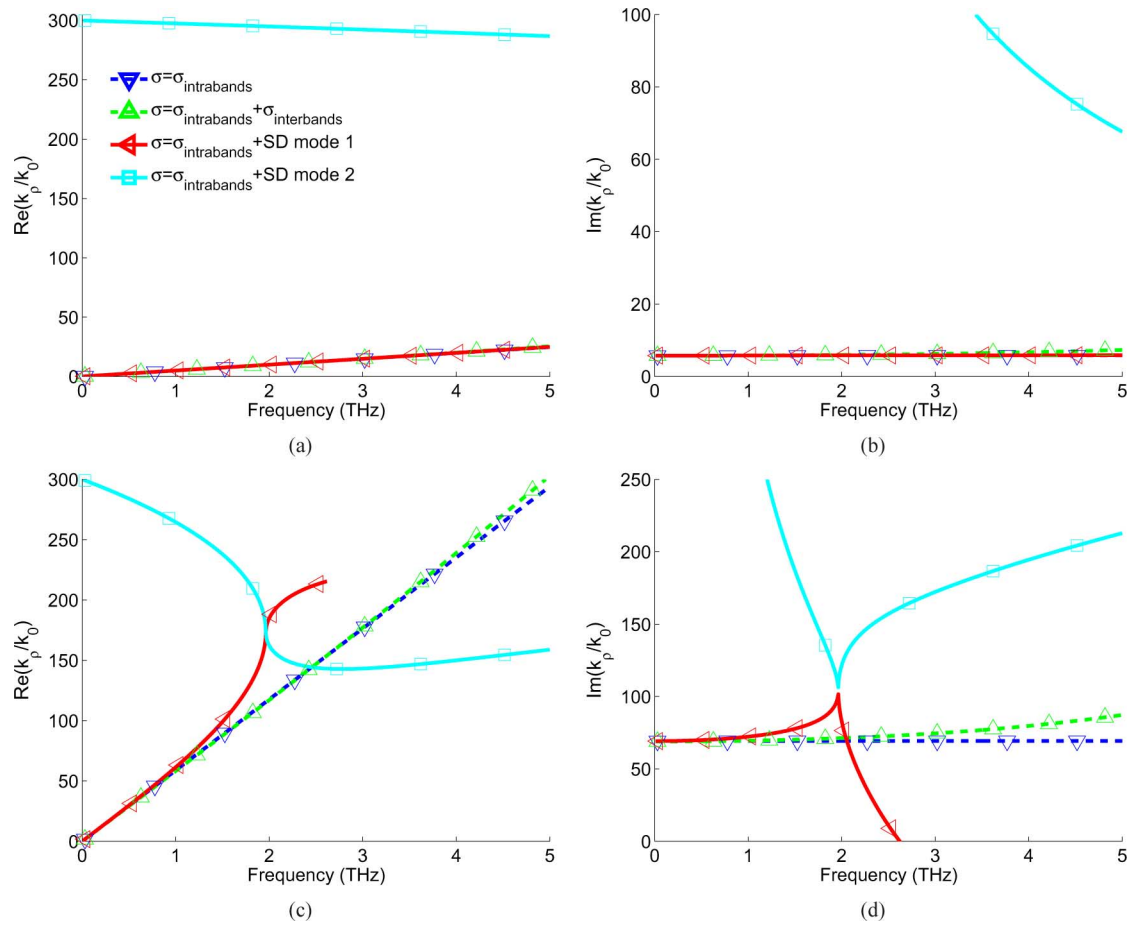 300
250
200
150
100
50
0
Re(kρ/k0)
σ=σintrabands
σ=σintrabands+σinterbands
σ=σintrabands+SD mode 1
σ=σintrabands+SD mode 2
0 1 2 3 4 5
Frequency (THz)
(a)
100
80
60
40
20
0
Im(kρ/k0)
0 1 2 3 4 5
Frequency (THz)
(b)
300
250
200
150
100
50
0
Re(kρ/k0)
0 1 2 3 4 5
Frequency (THz)
(c)
250
200
150
100
50
0
Im(kρ/k0)
0 1 2 3 4 5
Frequency (THz)
(d)